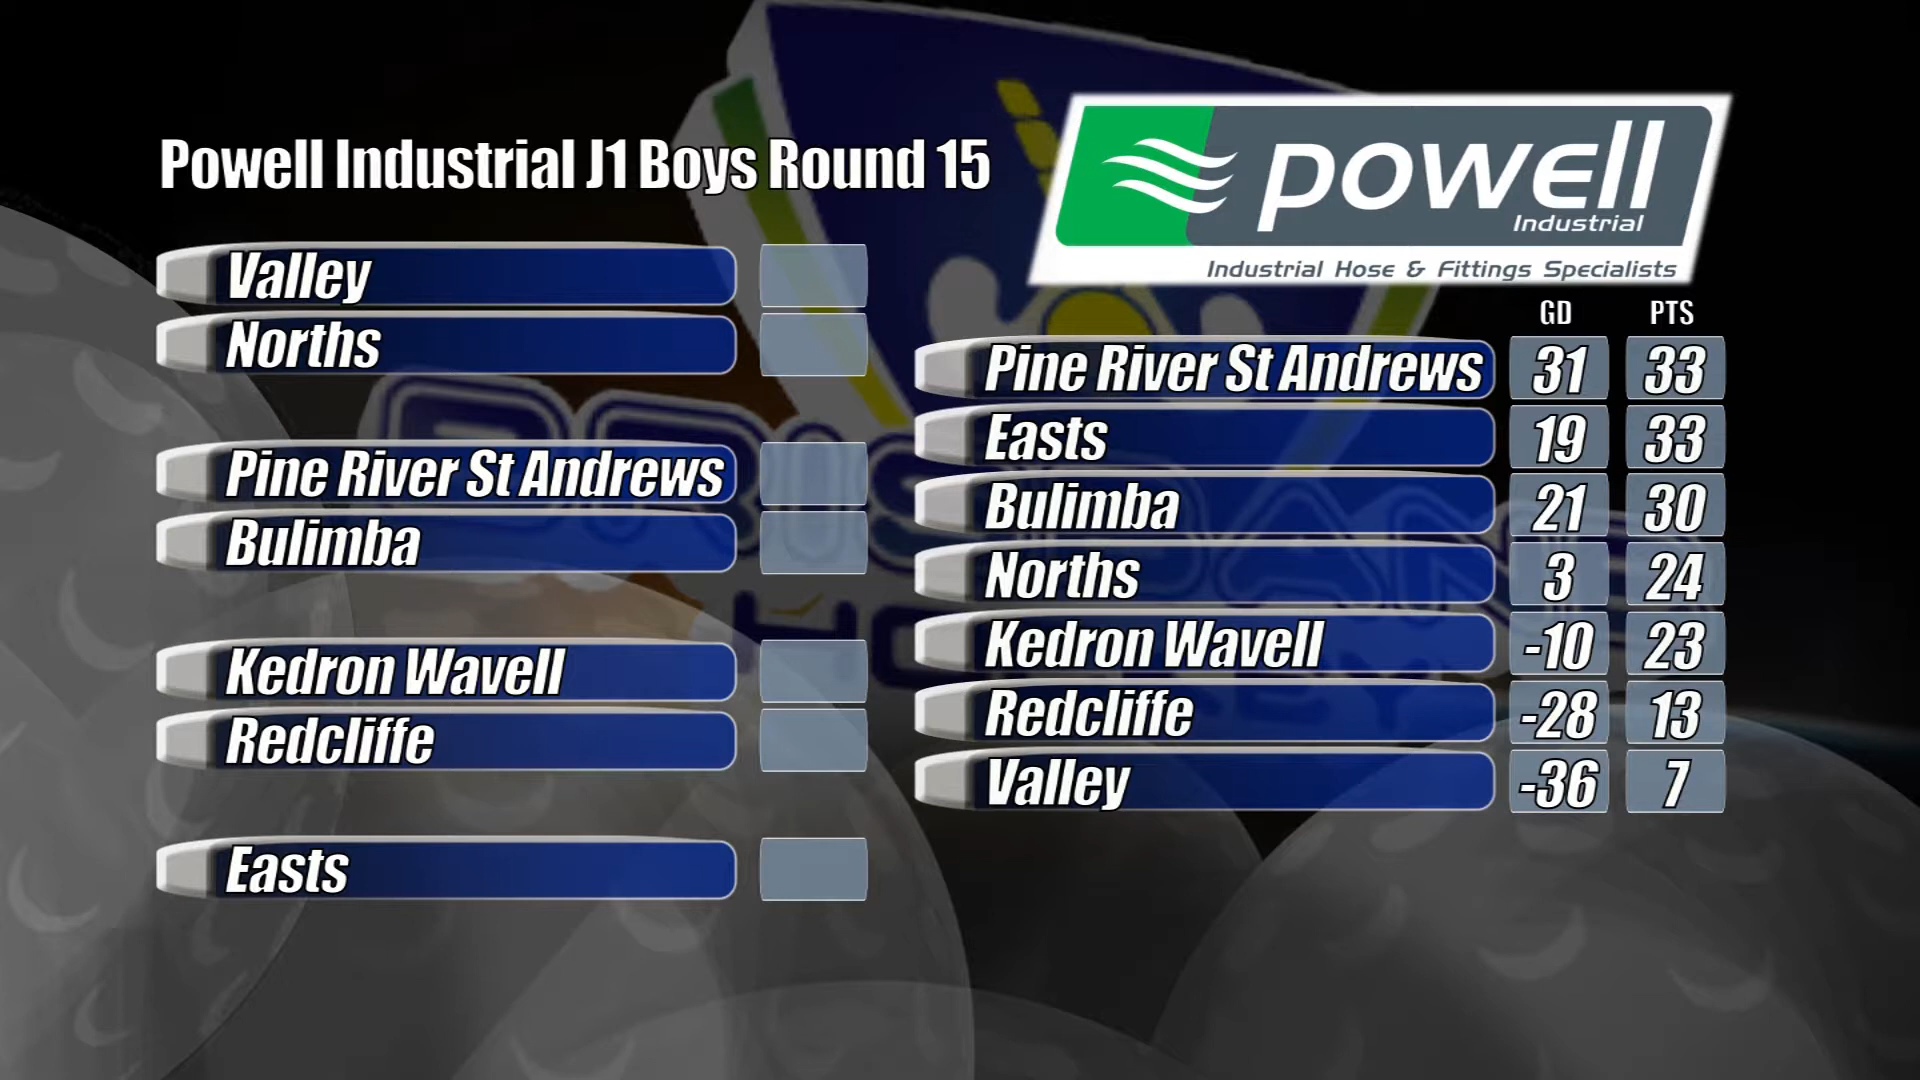 Powell Industrial J1 Boys Round 15
powell
Industrial
Industrial Hose & Fittings Specialists
Valley
Norths
Pine River St Andrews
Bulimba
Kedron Wavell
Redcliffe
Easts
GD PTS
Pine River St Andrews 31 33
Easts 19 33
Bulimba 21 30
Norths 3 24
Kedron Wavell -10 23
Redcliffe -28 13
Valley -36 7
BRISBANE
HOCKEY